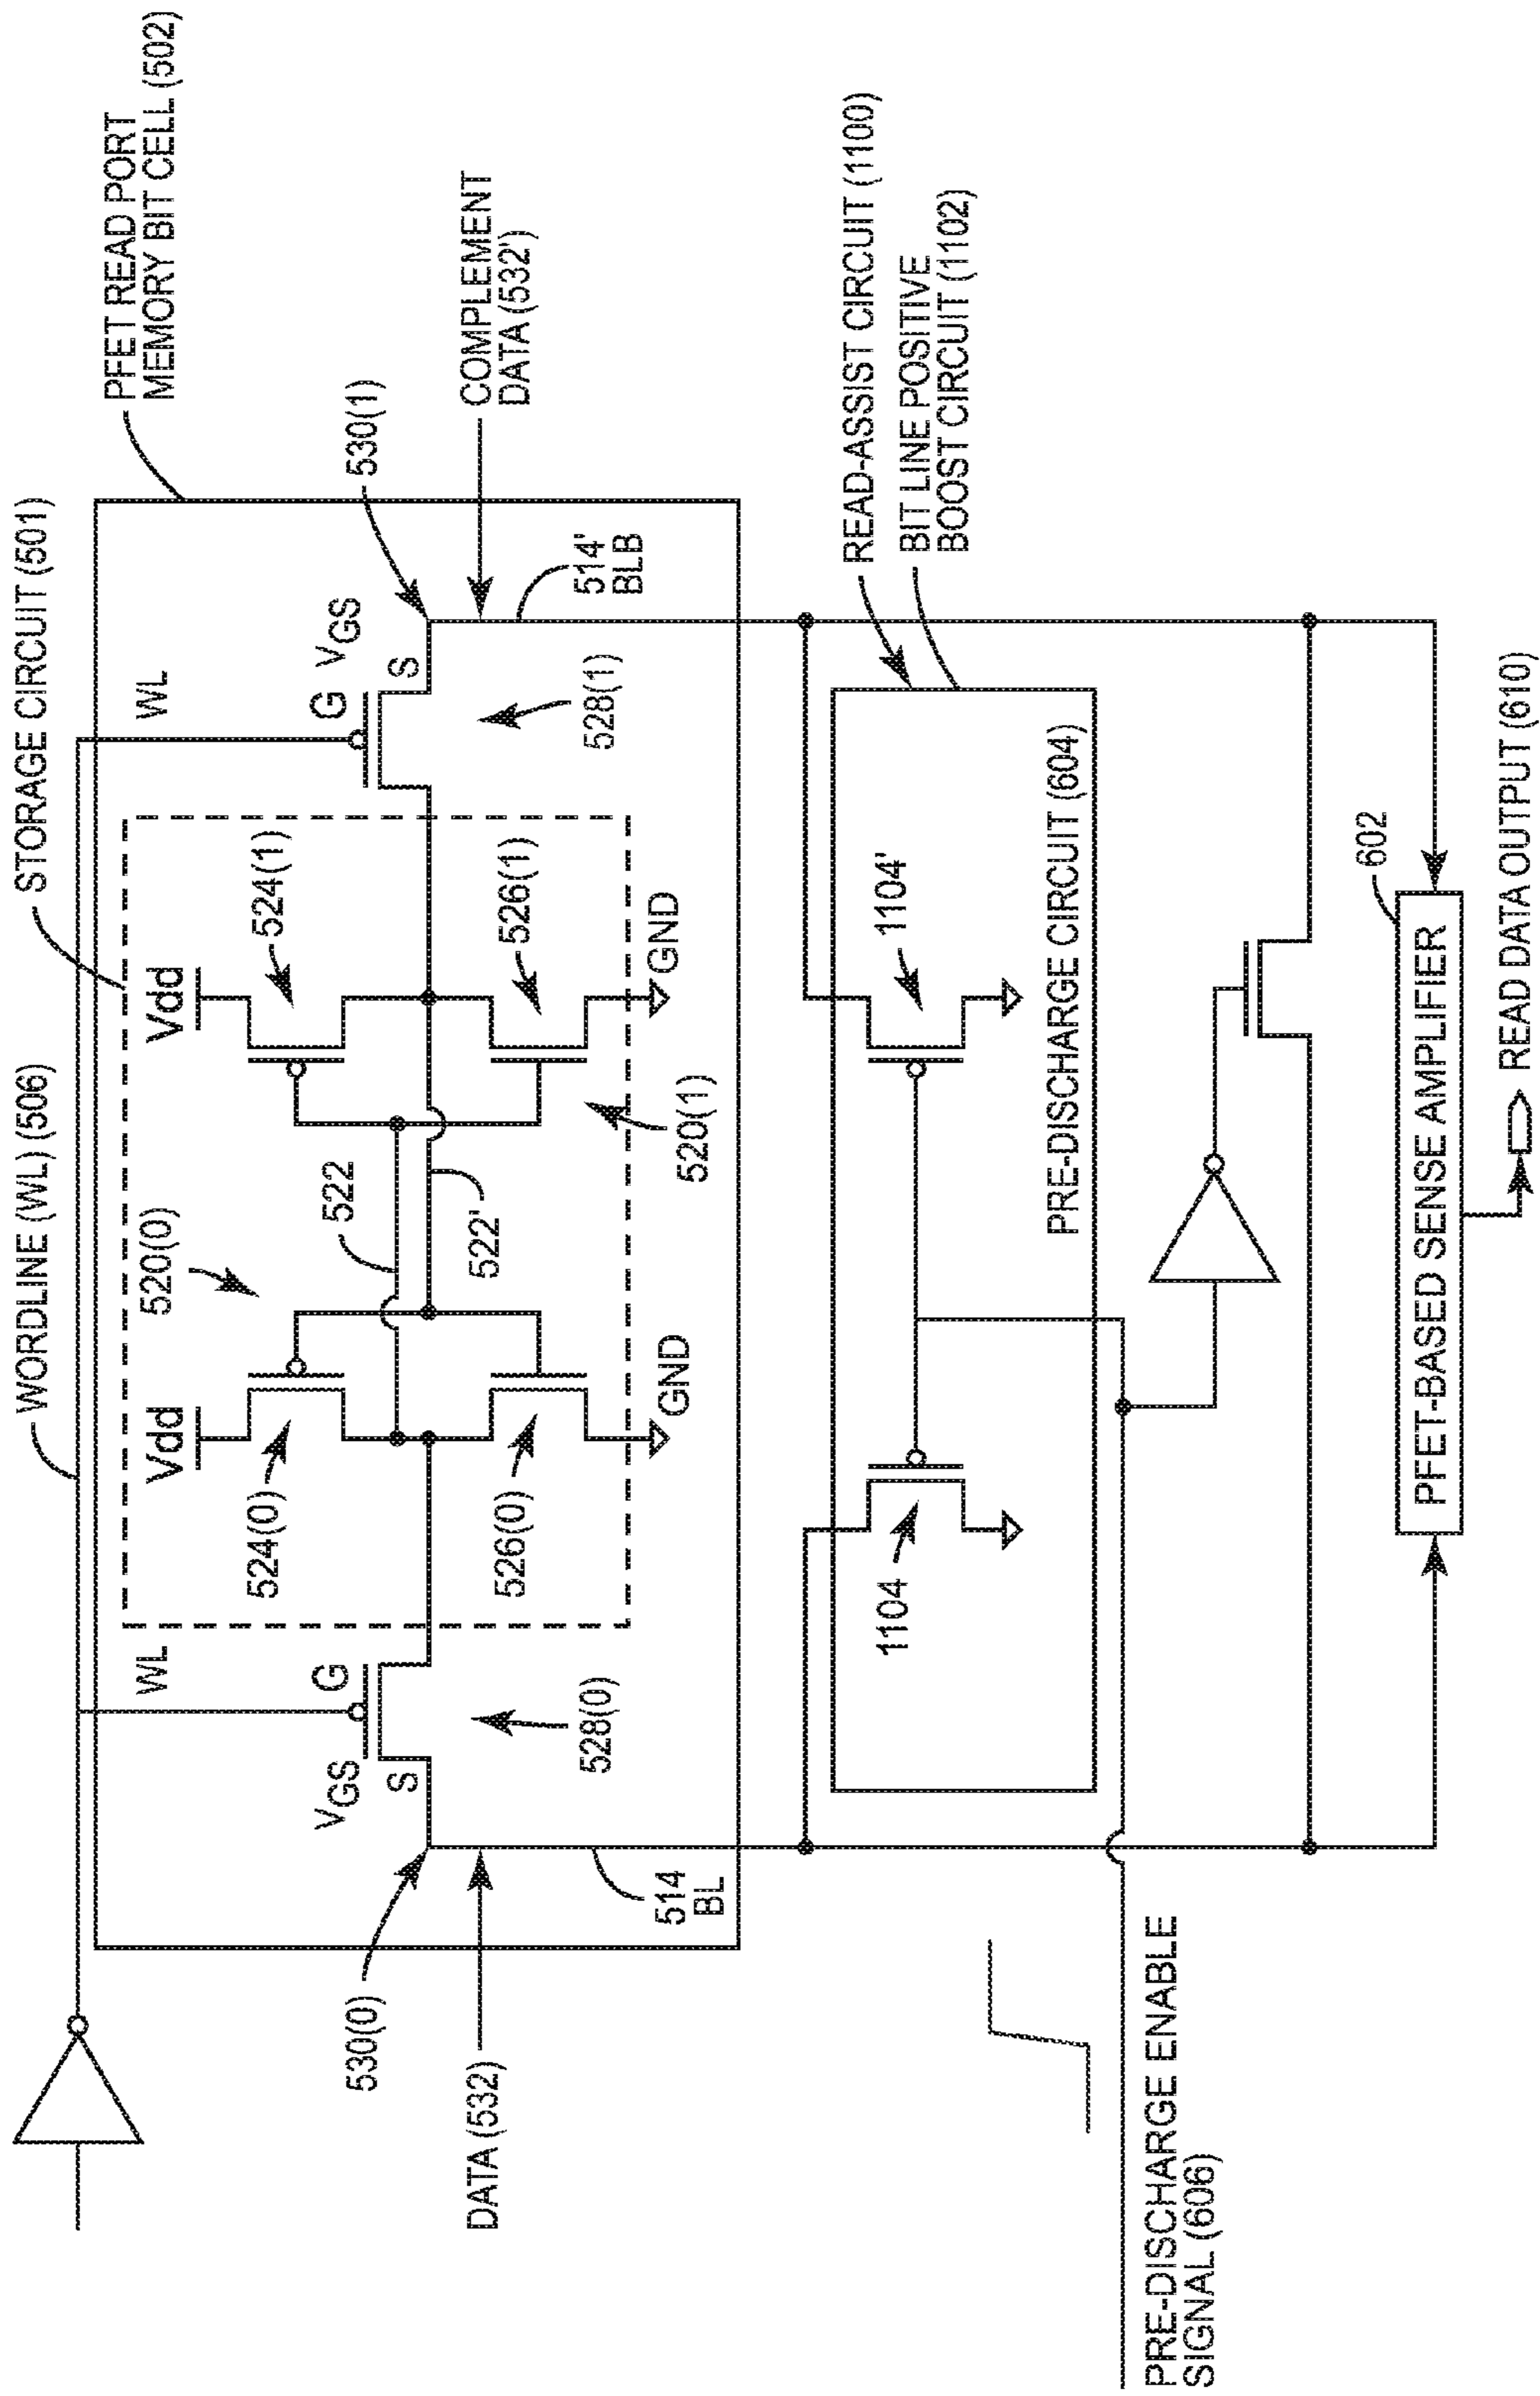 WORDLINE (WL) (506)
STORAGE CIRCUIT (501)
PFET READ PORT
MEMORY BIT CELL (502)
WL
WL
520(0)
Vdd
Vdd
524(0)
524(1)
VGS
G
S
G
VGS
S
530(0)
530(1)
522
522'
526(0)
526(1)
DATA (532)
COMPLEMENT
DATA (532')
528(0)
528(1)
GND
GND
520(1)
514
BL
514'
BLB
READ-ASSIST CIRCUIT (1100)
BIT LINE POSITIVE
BOOST CIRCUIT (1102)
1104
1104'
PRE-DISCHARGE CIRCUIT (604)
PRE-DISCHARGE ENABLE
SIGNAL (606)
602
PFET-BASED SENSE AMPLIFIER
READ DATA OUTPUT (610)